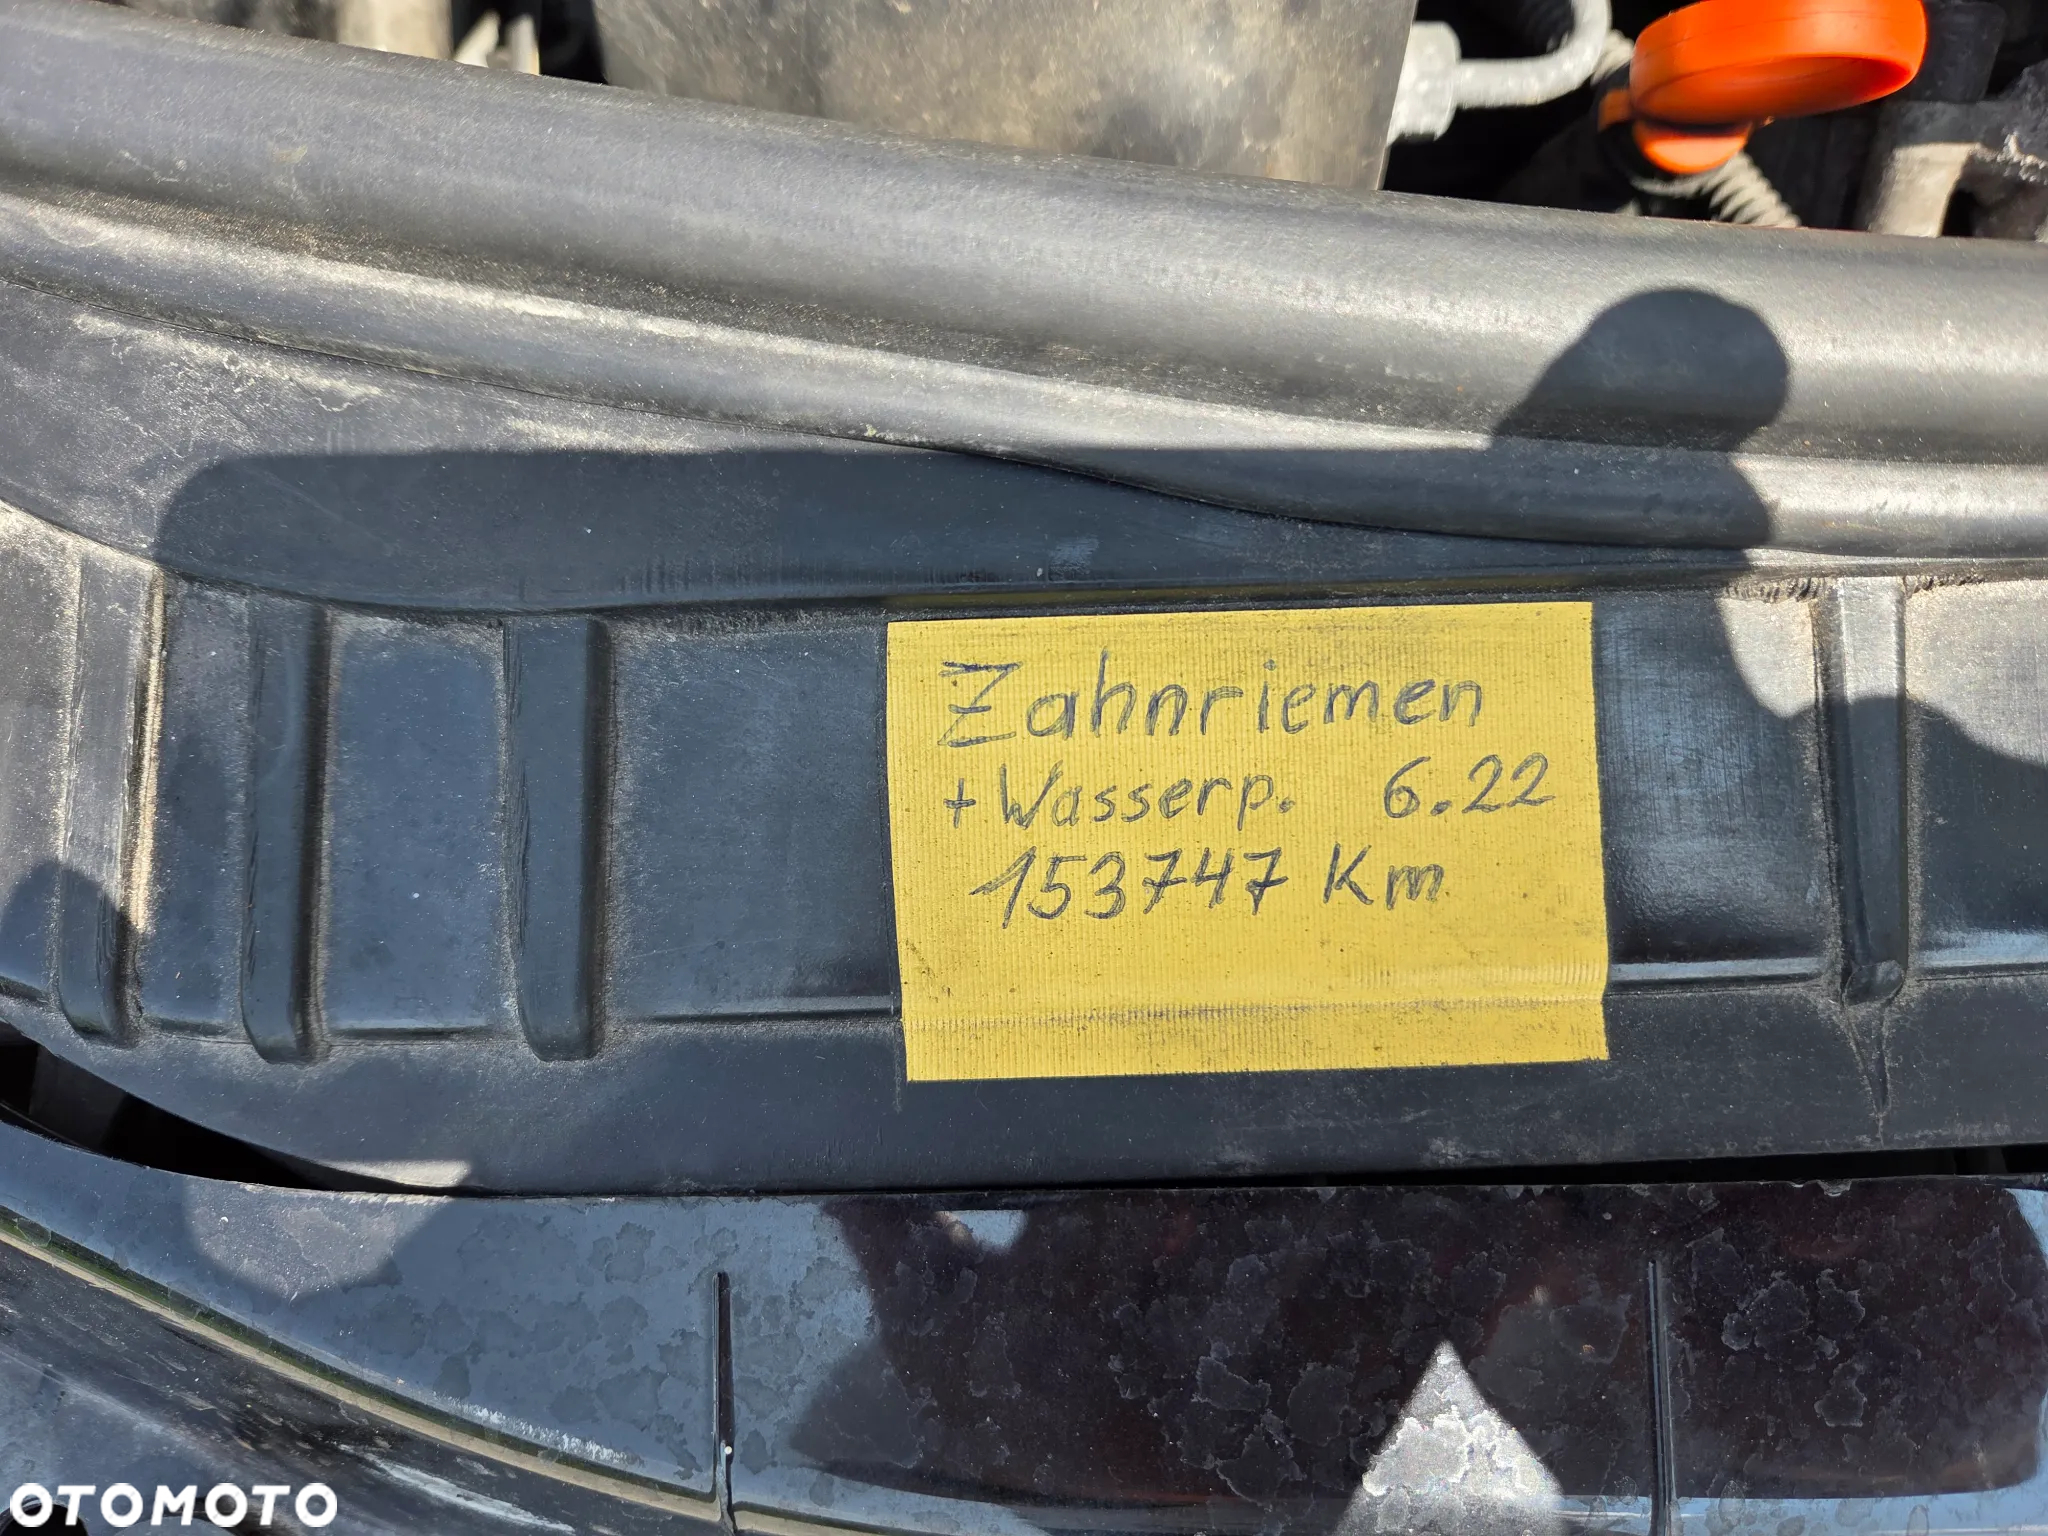 Zahnriemen
+ Wasserp. 6.22
153747 Km
OTOMOTO